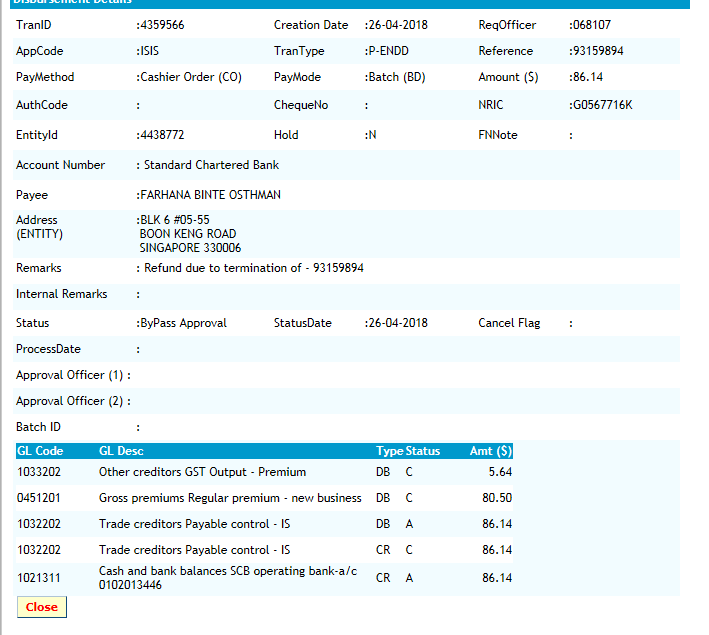 Disbursement Details
TranID :4359566 Creation Date :26-04-2018 ReqOfficer :068107
AppCode :ISIS TranType :P-ENDD Reference :93159894
PayMethod :Cashier Order (CO) PayMode :Batch (BD) Amount ($) :86.14
AuthCode : ChequeNo : NRIC :G0567716K
EntityId :4438772 Hold :N FNNote :
Account Number : Standard Chartered Bank
Payee :FARHANA BINTE OSTHMAN
Address :BLK 6 #05-55
(ENTITY) BOON KENG ROAD
SINGAPORE 330006
Remarks : Refund due to termination of - 93159894
Internal Remarks :
Status :ByPass Approval StatusDate :26-04-2018 Cancel Flag :
ProcessDate :
Approval Officer (1) :
Approval Officer (2) :
Batch ID :
GL Code GL Desc Type Status Amt ($)
1033202 Other creditors GST Output - Premium DB C 5.64
0451201 Gross premiums Regular premium - new business DB C 80.50
1032202 Trade creditors Payable control - IS DB A 86.14
1032202 Trade creditors Payable control - IS CR C 86.14
1021311 Cash and bank balances SCB operating bank-a/c CR A 86.14
0102013446
Close